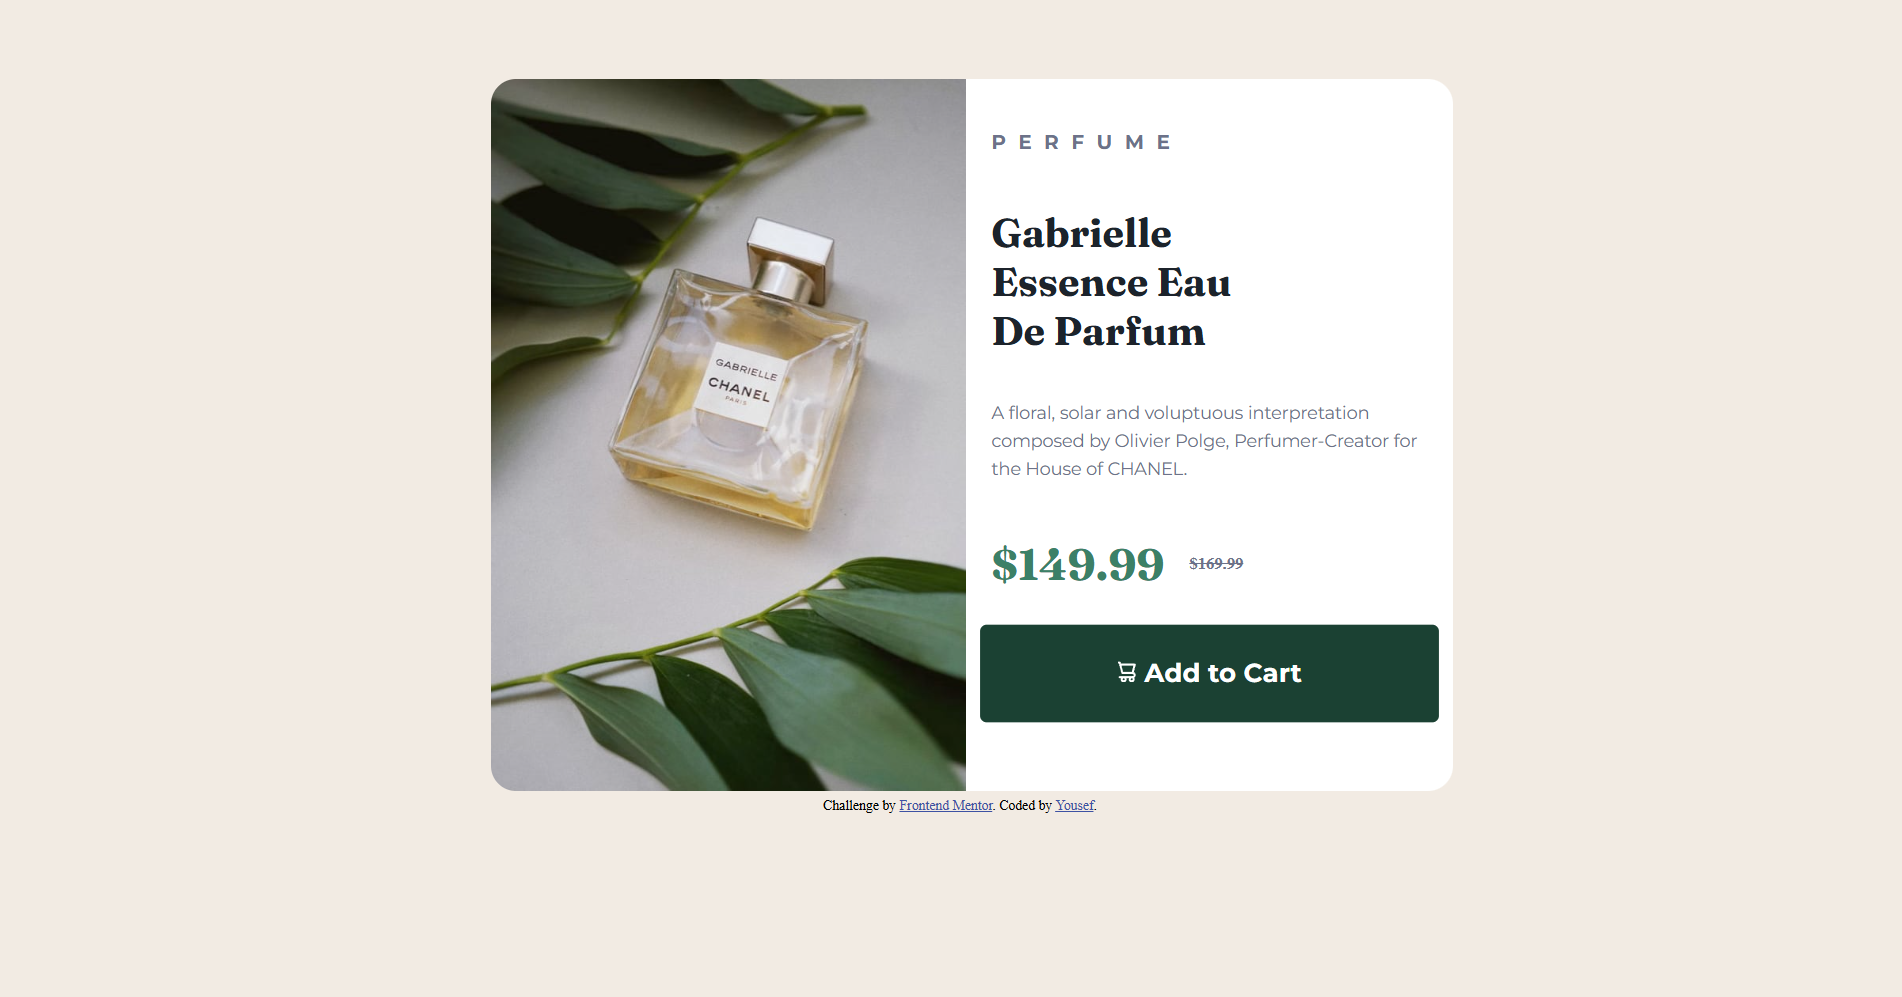 GABRIELLE
CHANEL
PARIS
P E R F U M E
Gabrielle
Essence Eau
De Parfum
A floral, solar and voluptuous interpretation
composed by Olivier Polge, Perfumer-Creator for
the House of CHANEL.
$149.99 $169.99
Add to Cart
Challenge by Frontend Mentor. Coded by Yousef.